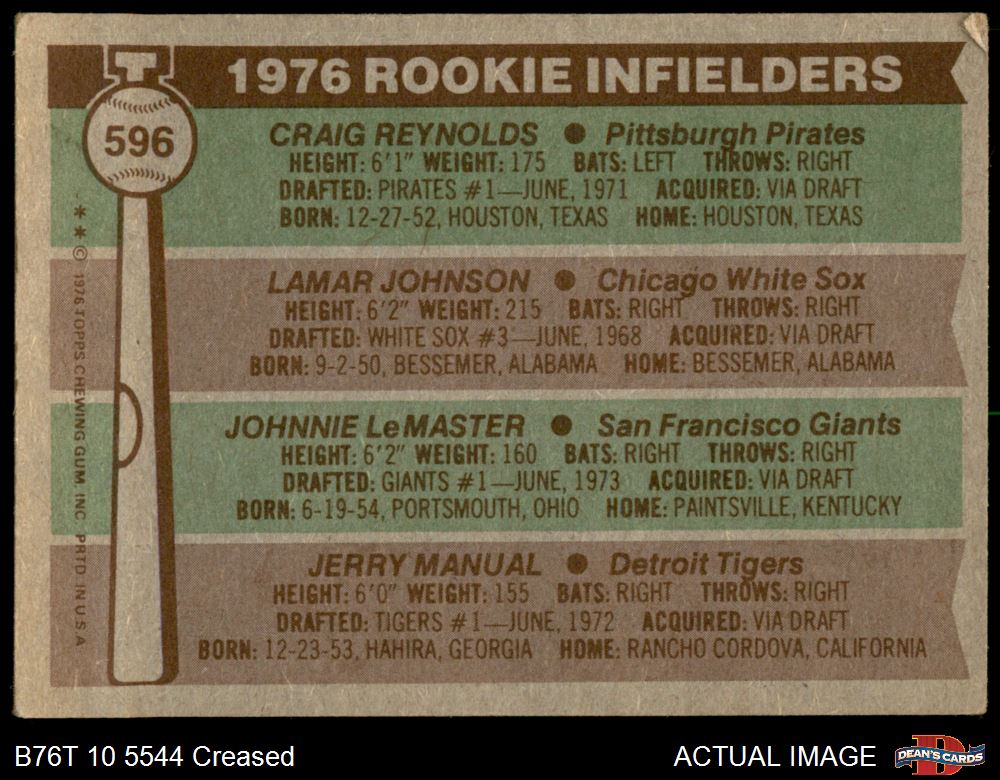 1976 ROOKIE INFIELDERS
596
CRAIG REYNOLDS ● Pittsburgh Pirates
HEIGHT: 6'1" WEIGHT: 175 BATS: LEFT THROWS: RIGHT
DRAFTED: PIRATES #1—JUNE, 1971 ACQUIRED: VIA DRAFT
BORN: 12-27-52, HOUSTON, TEXAS HOME: HOUSTON, TEXAS
LAMAR JOHNSON ● Chicago White Sox
HEIGHT: 6'2" WEIGHT: 215 BATS: RIGHT THROWS: RIGHT
DRAFTED: WHITE SOX #3—JUNE, 1968 ACQUIRED: VIA DRAFT
BORN: 9-2-50, BESSEMER, ALABAMA HOME: BESSEMER, ALABAMA
JOHNNIE LeMASTER ● San Francisco Giants
HEIGHT: 6'2" WEIGHT: 160 BATS: RIGHT THROWS: RIGHT
DRAFTED: GIANTS #1—JUNE, 1973 ACQUIRED: VIA DRAFT
BORN: 6-19-54, PORTSMOUTH, OHIO HOME: PAINTSVILLE, KENTUCKY
JERRY MANUAL ● Detroit Tigers
HEIGHT: 6'0" WEIGHT: 155 BATS: RIGHT THROWS: RIGHT
DRAFTED: TIGERS #1—JUNE, 1972 ACQUIRED: VIA DRAFT
BORN: 12-23-53, HAHIRA, GEORGIA HOME: RANCHO CORDOVA, CALIFORNIA
**© 1976 TOPPS CHEWING GUM, INC. PRTD. IN U.S.A.
B76T 10 5544 Creased
ACTUAL IMAGE
DEAN'S CARDS